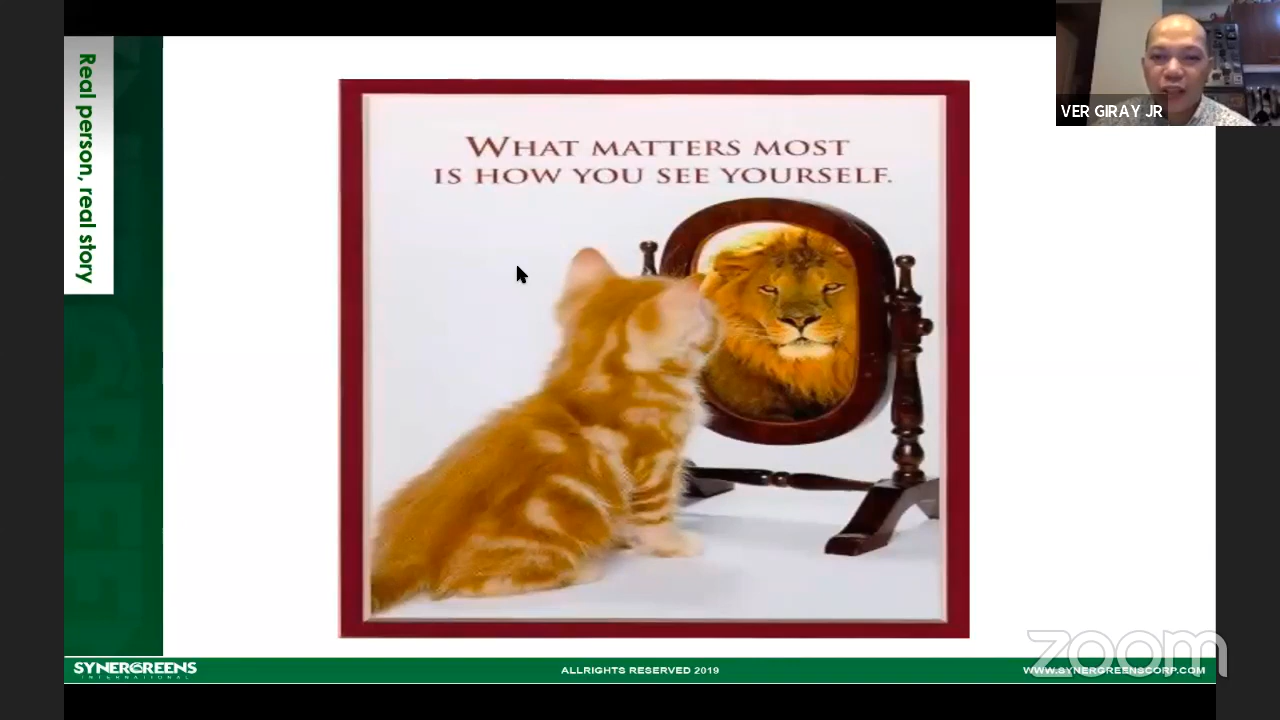 Real person, real story
WHAT MATTERS MOST
IS HOW YOU SEE YOURSELF.
VER GIRAY JR
zoom
SYNERGREENS
INTERNATIONAL
ALLRIGHTS RESERVED 2019
WWW.SYNERGREENSCORP.COM